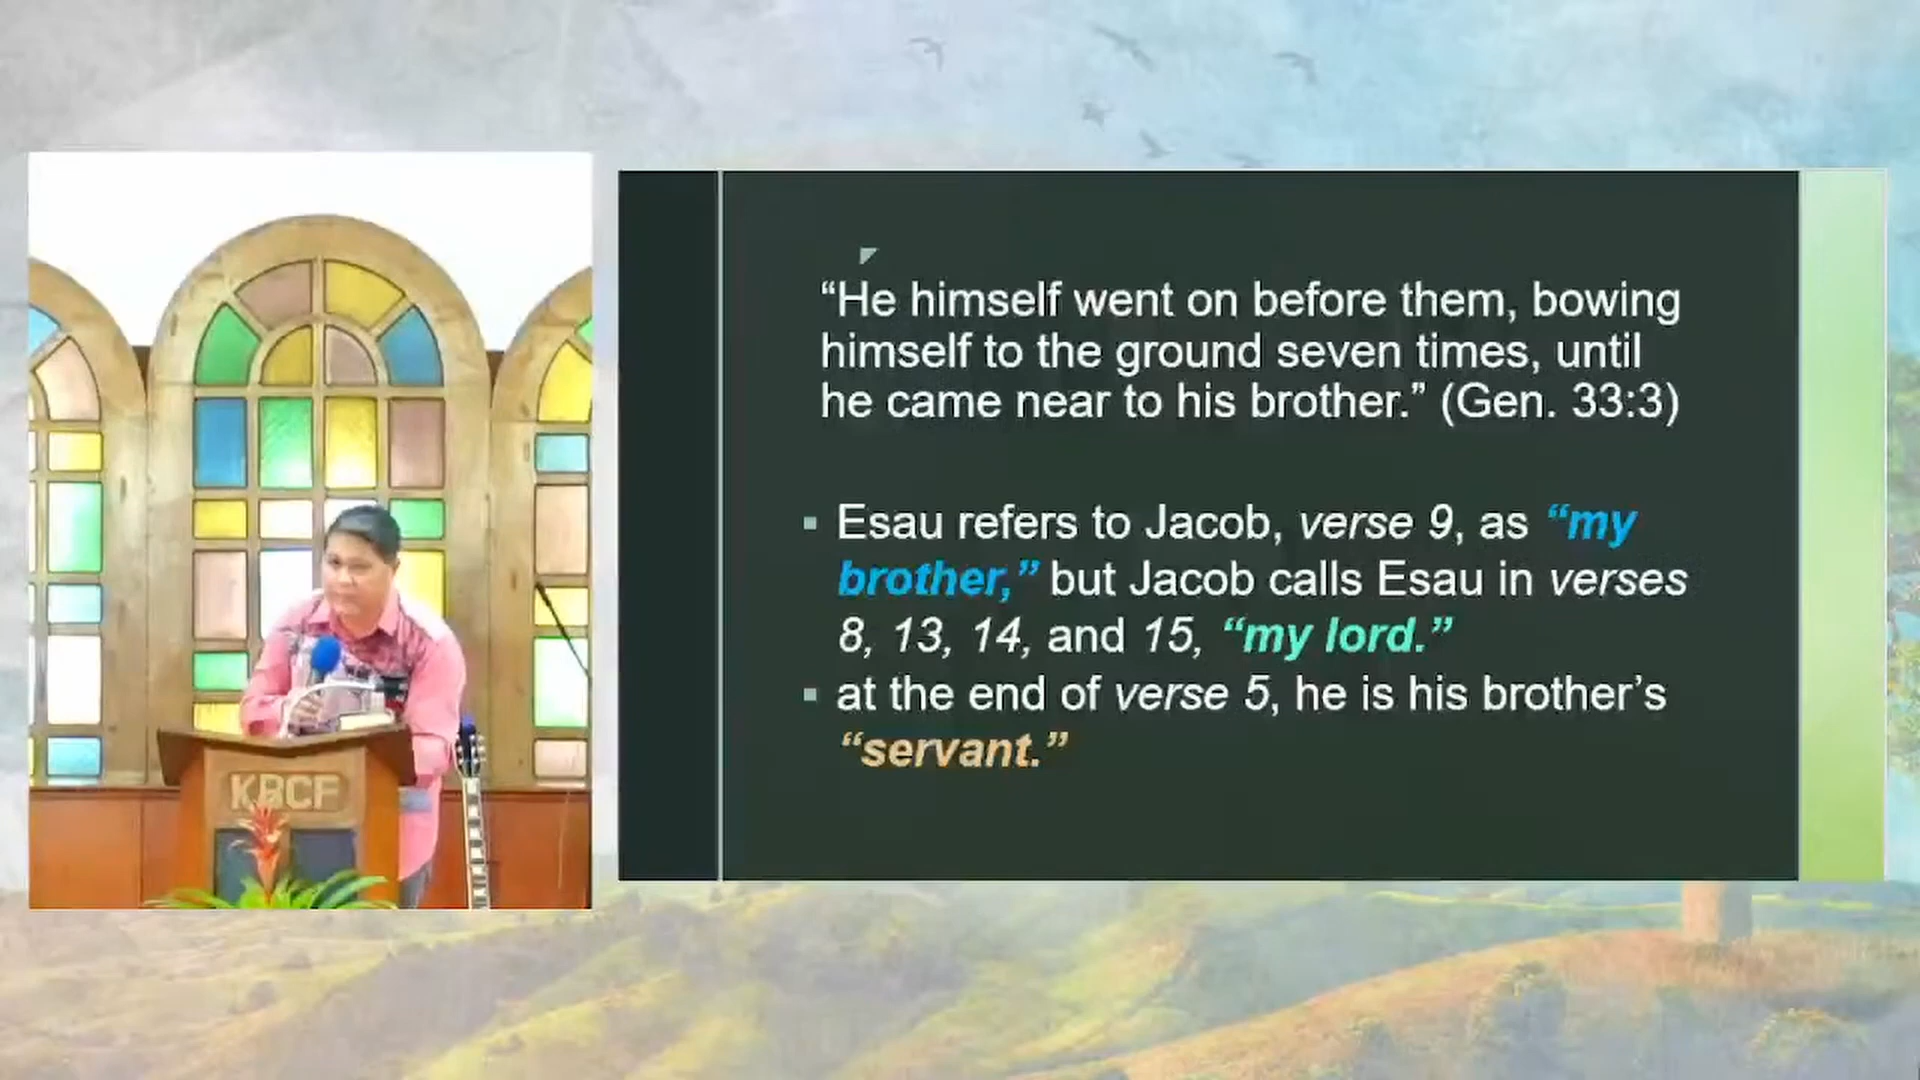 “He himself went on before them, bowing
himself to the ground seven times, until
he came near to his brother.” (Gen. 33:3)
Esau refers to Jacob, verse 9, as “my
brother,” but Jacob calls Esau in verses
8, 13, 14, and 15, “my lord.”
at the end of verse 5, he is his brother’s
“servant.”
KBCF